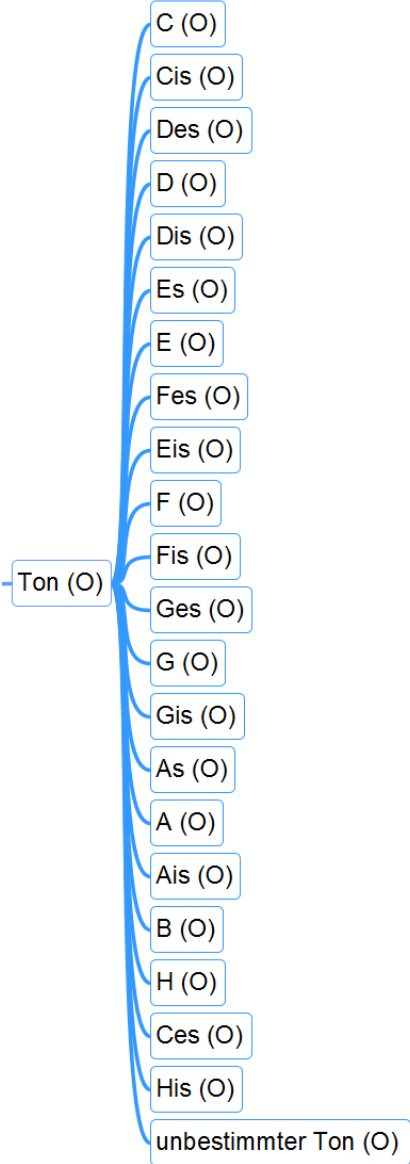 C (O)
Cis (O)
Des (O)
D (O)
Dis (O)
Es (O)
E (O)
Fes (O)
Eis (O)
F (O)
Fis (O)
Ton (O)
Ges (O)
G (O)
Gis (O)
As (O)
A (O)
Ais (O)
B (O)
H (O)
Ces (O)
His (O)
unbestimmter Ton (O)